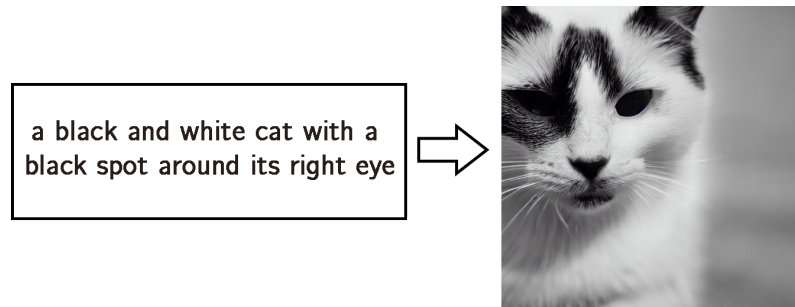 a black and white cat with a
black spot around its right eye